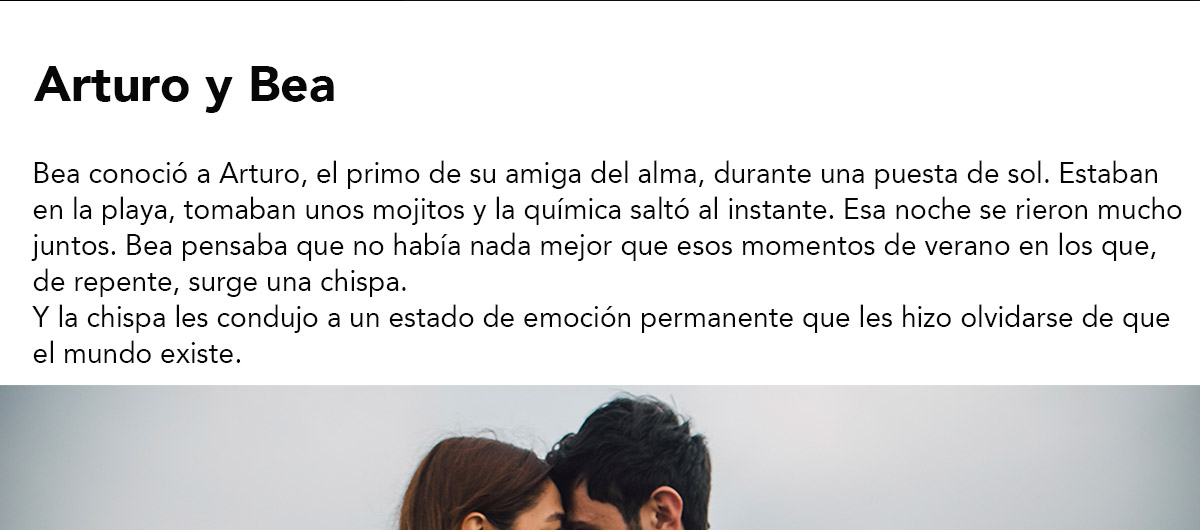 Arturo y Bea
Bea conoció a Arturo, el primo de su amiga del alma, durante una puesta de sol. Estaban
en la playa, tomaban unos mojitos y la química saltó al instante. Esa noche se rieron mucho
juntos. Bea pensaba que no había nada mejor que esos momentos de verano en los que,
de repente, surge una chispa.
Y la chispa les condujo a un estado de emoción permanente que les hizo olvidarse de que
el mundo existe.